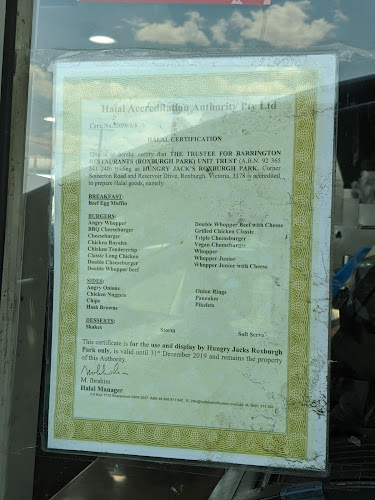 Halal Accreditation Authority Pty Ltd
HALAL CERTIFICATION
This is to hereby certify that THE TRUSTEE FOR BARRINGTON
RESTAURANTS (ROXBURGH PARK) UNIT TRUST (A.B.N. 92 365
trading as HUNGRY JACK'S ROXBURGH PARK, Corner
Somerton Road and Reservoir Drive, Roxburgh, Victoria, is accredited
to prepare Halal goods, namely
BREAKFAST:
Beef Egg Muffin
BURGERS:
Angry Whopper Double Whopper Beef with Cheese
BBQ Cheeseburger Grilled Chicken Classic
Cheeseburger Triple Cheeseburger
Chicken Royale Vegan Cheeseburger
Chicken Tendercrisp Whopper
Classic Long Chicken Whopper Junior
Double Cheeseburger Whopper Junior with Cheese
Double Whopper beef
SIDES:
Angry Onions Onion Rings
Chicken Nuggets Pancakes
Chips
Hash Browns
DESSERTS:
Shakes Storm Soft Serve
This certificate is for the use and display by Hungry Jacks Roxburgh
Park only, is valid until 31st December 2019 and remains the property
of this Authority.
M. Ibrahim
Halal Manager